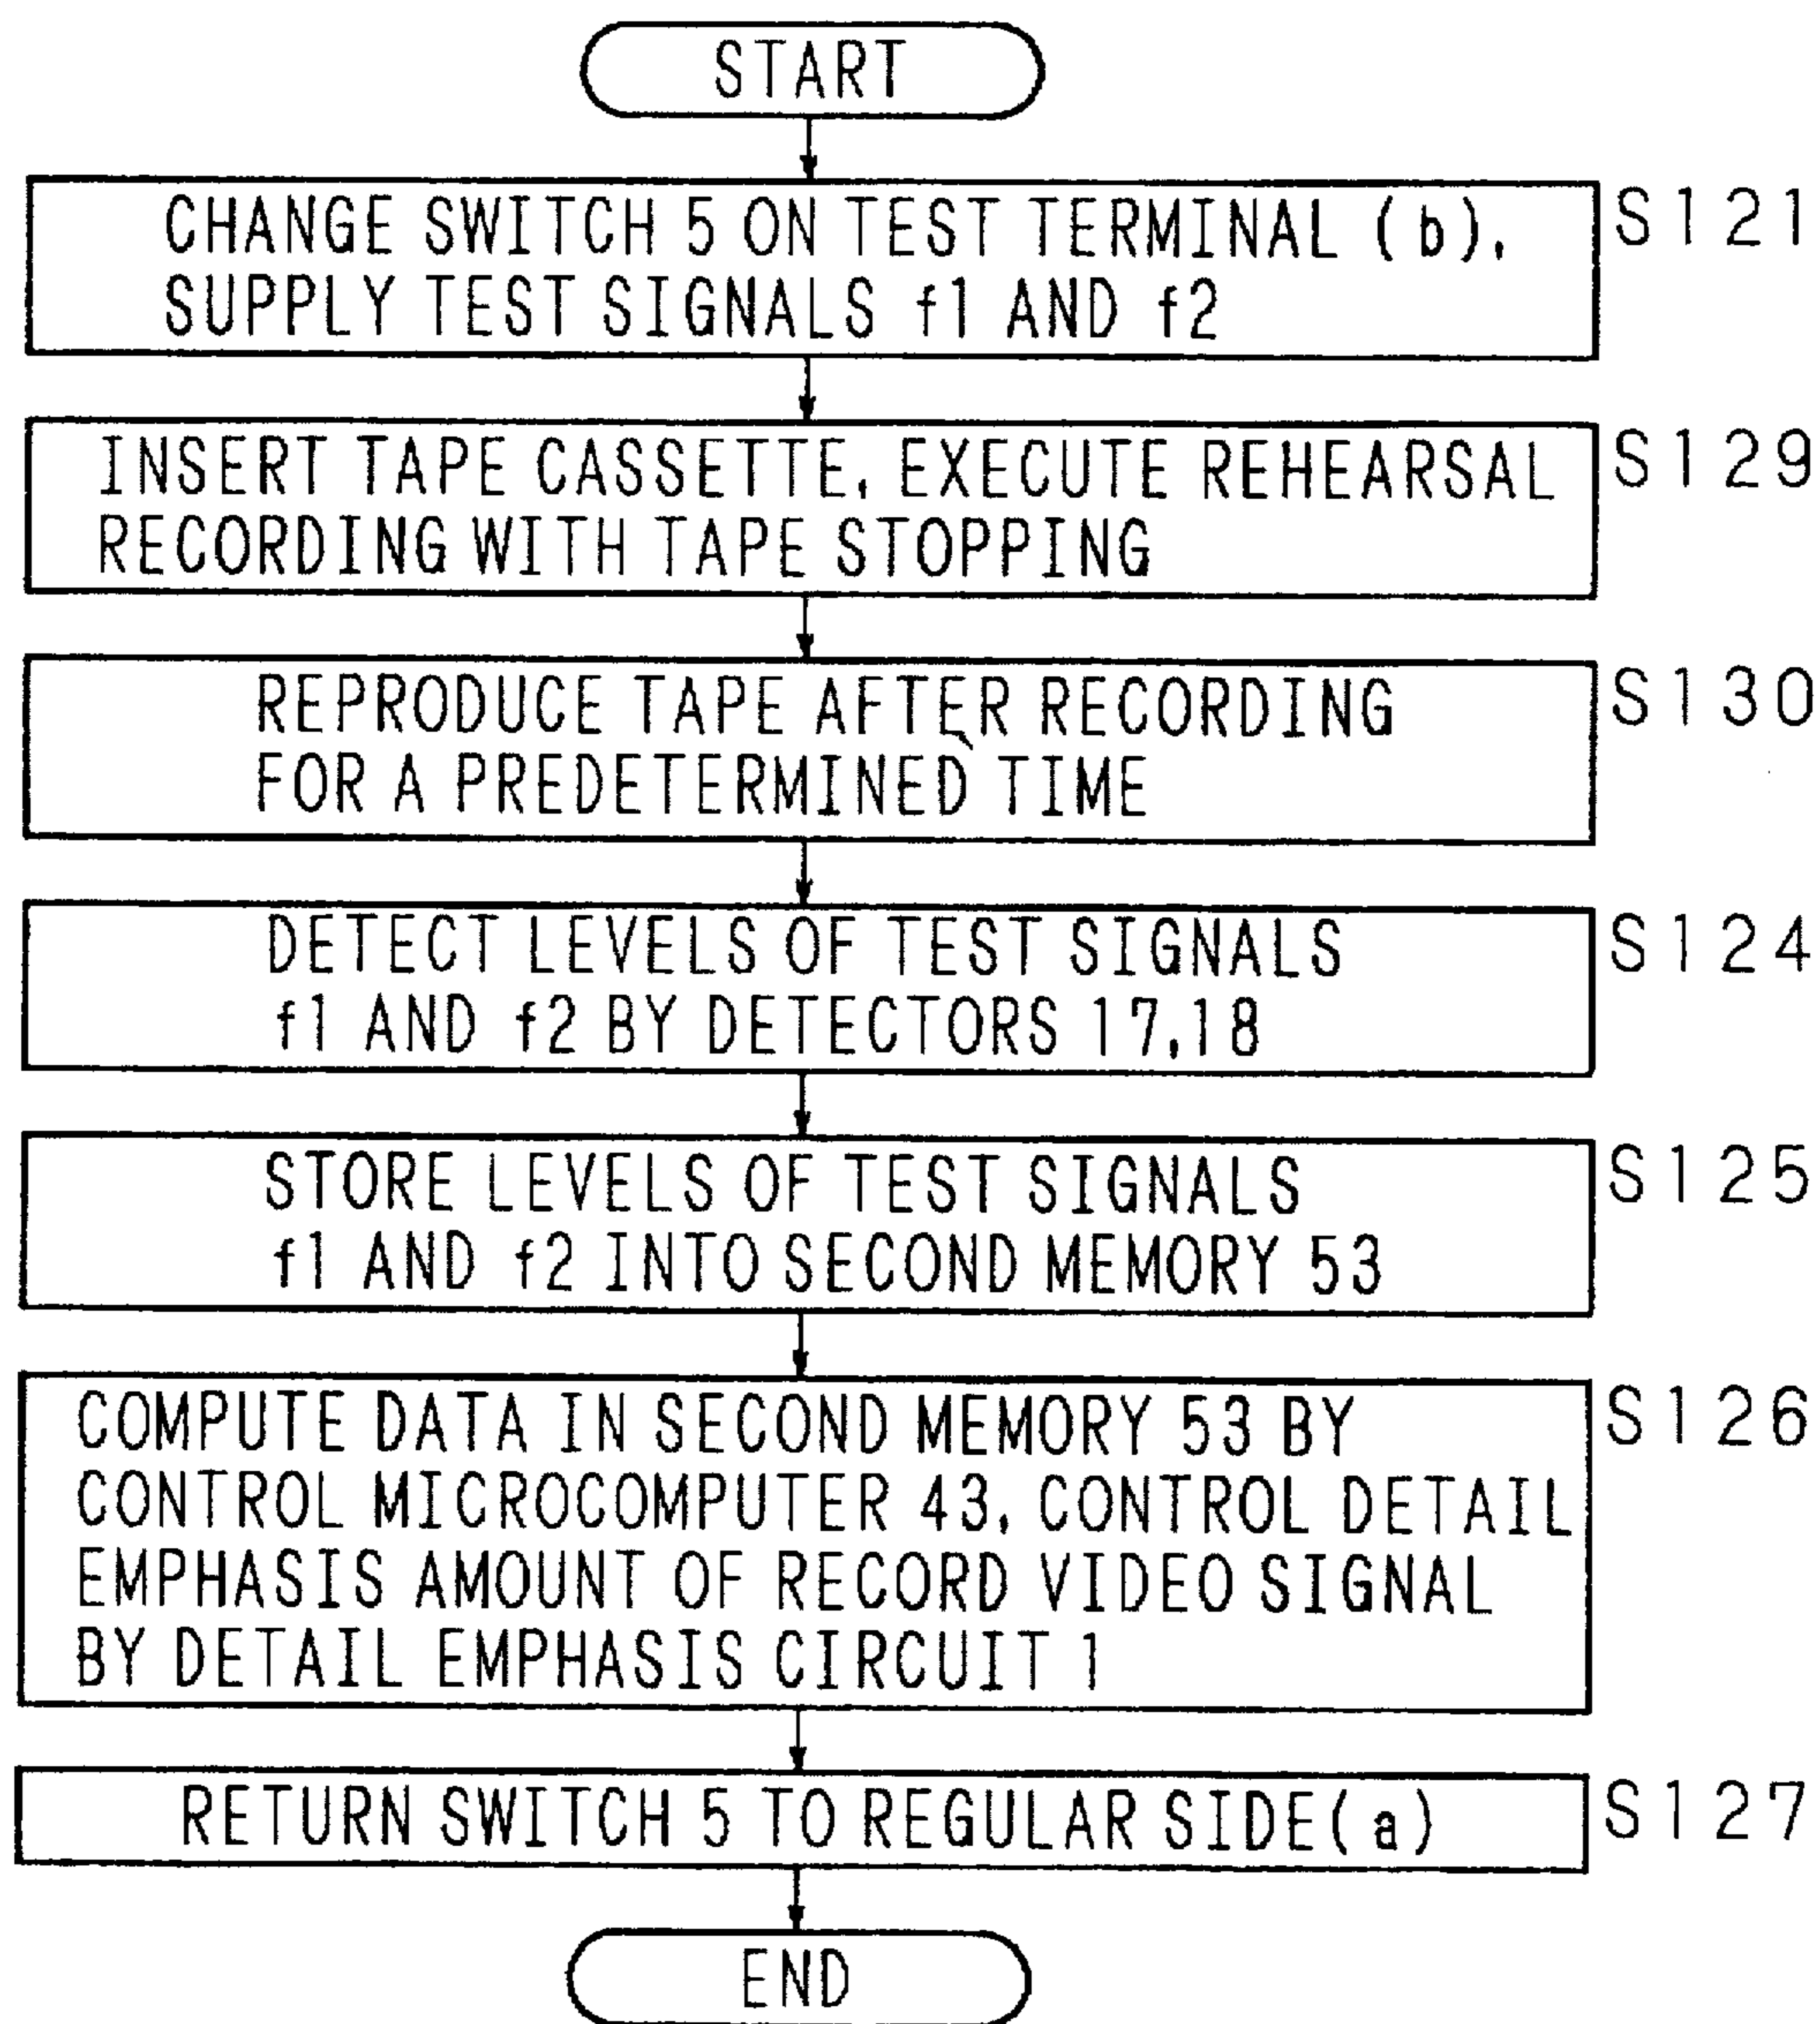 START
CHANGE SWITCH 5 ON TEST TERMINAL (b),
SUPPLY TEST SIGNALS f1 AND f2
S121
INSERT TAPE CASSETTE, EXECUTE REHEARSAL
RECORDING WITH TAPE STOPPING
S129
REPRODUCE TAPE AFTER RECORDING
FOR A PREDETERMINED TIME
S130
DETECT LEVELS OF TEST SIGNALS
f1 AND f2 BY DETECTORS 17,18
S124
STORE LEVELS OF TEST SIGNALS
f1 AND f2 INTO SECOND MEMORY 53
S125
COMPUTE DATA IN SECOND MEMORY 53 BY
CONTROL MICROCOMPUTER 43, CONTROL DETAIL
EMPHASIS AMOUNT OF RECORD VIDEO SIGNAL
BY DETAIL EMPHASIS CIRCUIT 1
S126
RETURN SWITCH 5 TO REGULAR SIDE(a)
S127
END